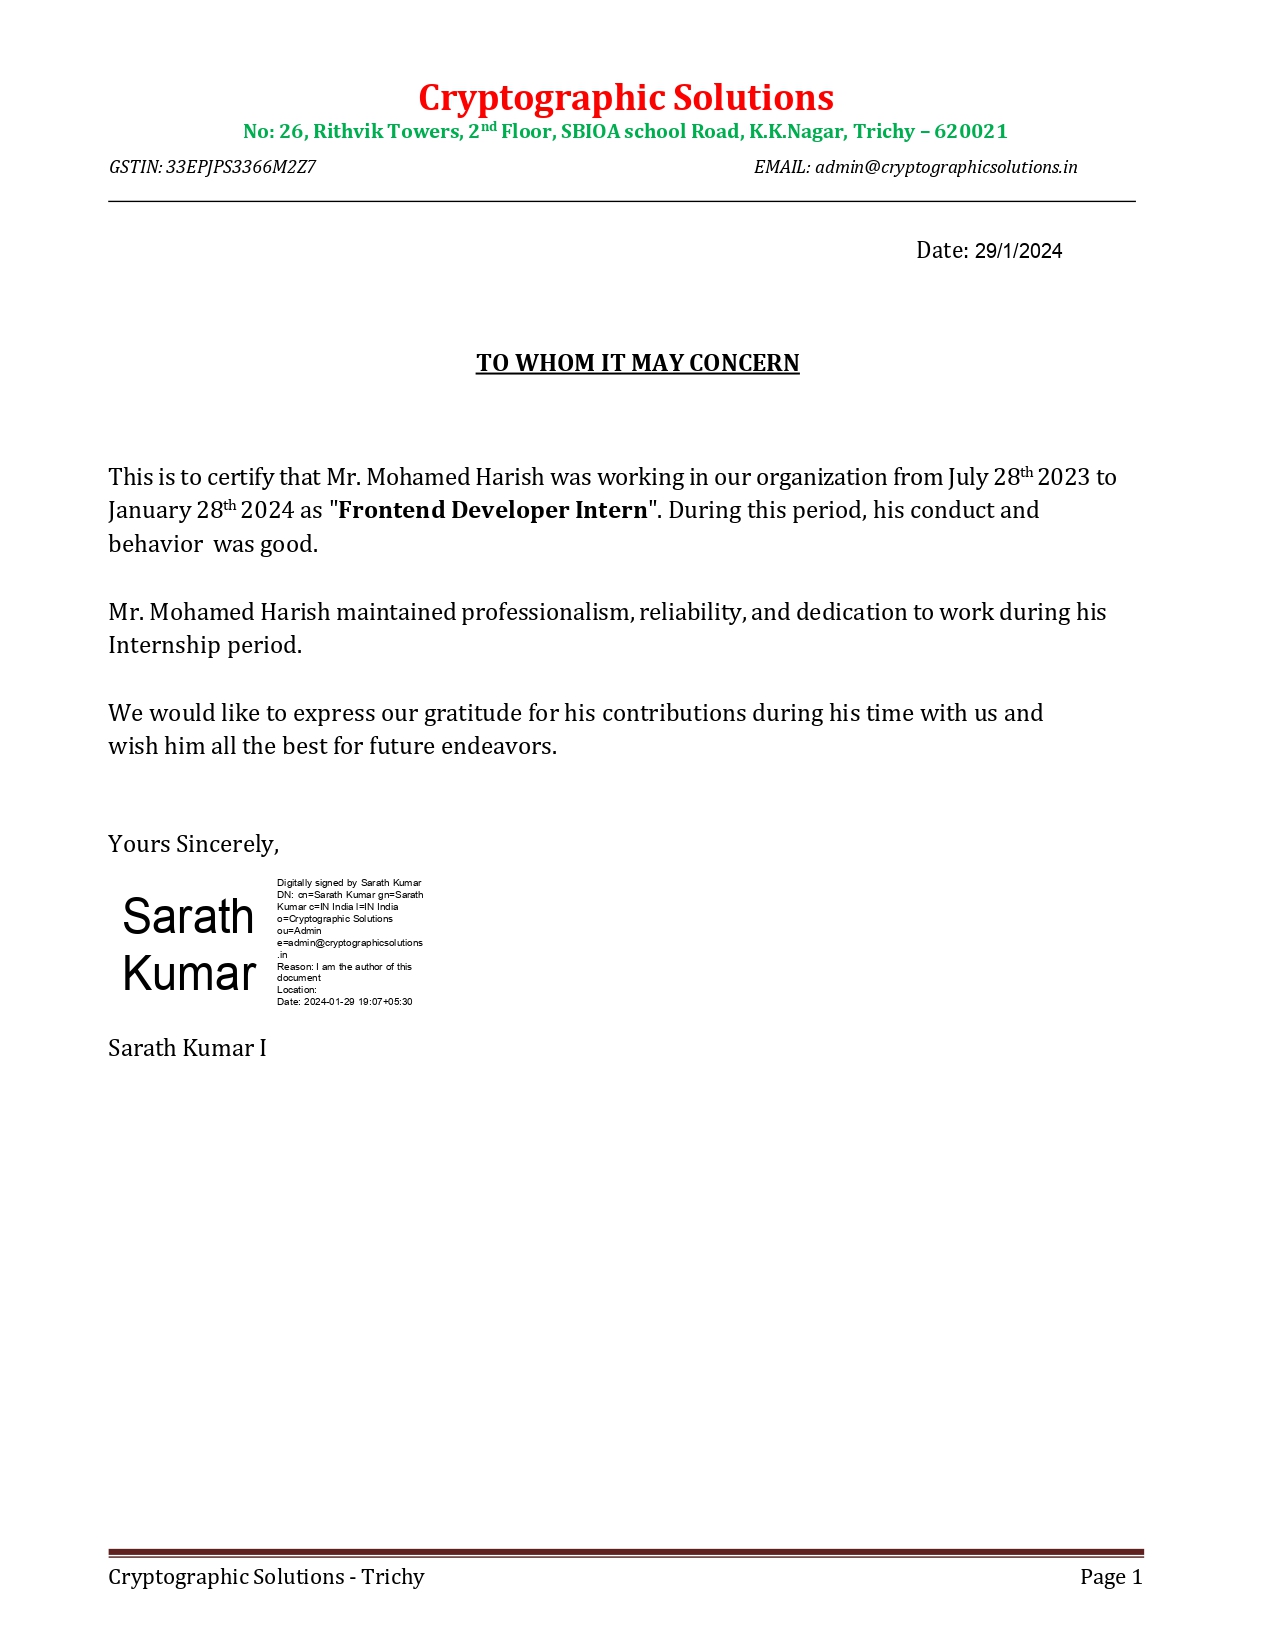 Cryptographic Solutions
No: 26, Rithvik Towers, 2nd Floor, SBIOA school Road, K.K.Nagar, Trichy – 620021
GSTIN: 33EPJPS3366M2Z7 EMAIL: admin@cryptographicsolutions.in
Date: 29/1/2024
TO WHOM IT MAY CONCERN
This is to certify that Mr. Mohamed Harish was working in our organization from July 28th 2023 to
January 28th 2024 as "Frontend Developer Intern". During this period, his conduct and
behavior was good.
Mr. Mohamed Harish maintained professionalism, reliability, and dedication to work during his
Internship period.
We would like to express our gratitude for his contributions during his time with us and
wish him all the best for future endeavors.
Yours Sincerely,
Sarath
Kumar
Digitally signed by Sarath Kumar
DN: cn=Sarath Kumar gn=Sarath
Kumar c=IN India l=IN India
o=Cryptographic Solutions
ou=Admin
e=admin@cryptographicsolutions
.in
Reason: I am the author of this
document
Location:
Date: 2024-01-29 19:07+05:30
Sarath Kumar I
Cryptographic Solutions - Trichy Page 1